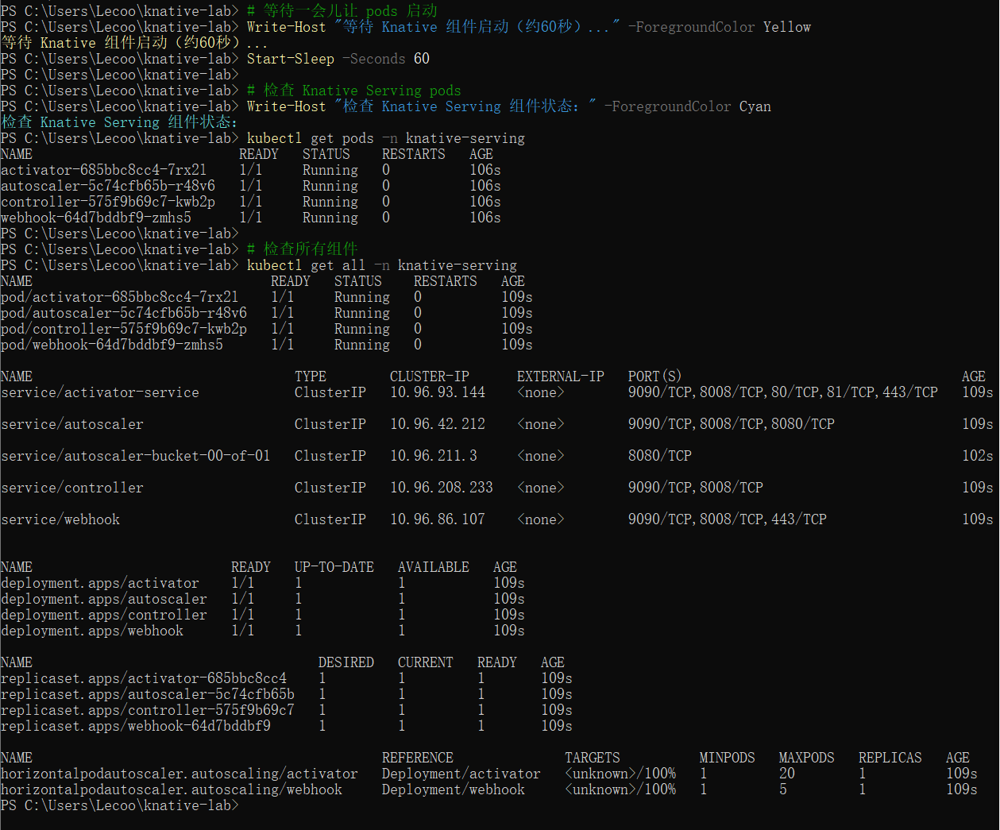 PS C:\Users\Lecoo\knative-lab> # 等待一会儿让 pods 启动
PS C:\Users\Lecoo\knative-lab> Write-Host "等待 Knative 组件启动（约60秒）..." -ForegroundColor Yellow
等待 Knative 组件启动（约60秒）...
PS C:\Users\Lecoo\knative-lab> Start-Sleep -Seconds 60
PS C:\Users\Lecoo\knative-lab>
PS C:\Users\Lecoo\knative-lab> # 检查 Knative Serving pods
PS C:\Users\Lecoo\knative-lab> Write-Host "检查 Knative Serving 组件状态：" -ForegroundColor Cyan
检查 Knative Serving 组件状态：
PS C:\Users\Lecoo\knative-lab> kubectl get pods -n knative-serving
NAME READY STATUS RESTARTS AGE
activator-685bbc8cc4-7rx2l 1/1 Running 0 106s
autoscaler-5c74cfb65b-r48v6 1/1 Running 0 106s
controller-575f9b69c7-kwb2p 1/1 Running 0 106s
webhook-64d7bddbf9-zmhs5 1/1 Running 0 106s
PS C:\Users\Lecoo\knative-lab>
PS C:\Users\Lecoo\knative-lab> # 检查所有组件
PS C:\Users\Lecoo\knative-lab> kubectl get all -n knative-serving
NAME READY STATUS RESTARTS AGE
pod/activator-685bbc8cc4-7rx2l 1/1 Running 0 109s
pod/autoscaler-5c74cfb65b-r48v6 1/1 Running 0 109s
pod/controller-575f9b69c7-kwb2p 1/1 Running 0 109s
pod/webhook-64d7bddbf9-zmhs5 1/1 Running 0 109s
NAME TYPE CLUSTER-IP EXTERNAL-IP PORT(S) AGE
service/activator-service ClusterIP 10.96.93.144 <none> 9090/TCP,8008/TCP,80/TCP,81/TCP,443/TCP 109s
service/autoscaler ClusterIP 10.96.42.212 <none> 9090/TCP,8008/TCP,8080/TCP 109s
service/autoscaler-bucket-00-of-01 ClusterIP 10.96.211.3 <none> 8080/TCP 102s
service/controller ClusterIP 10.96.208.233 <none> 9090/TCP,8008/TCP 109s
service/webhook ClusterIP 10.96.86.107 <none> 9090/TCP,8008/TCP,443/TCP 109s
NAME READY UP-TO-DATE AVAILABLE AGE
deployment.apps/activator 1/1 1 1 109s
deployment.apps/autoscaler 1/1 1 1 109s
deployment.apps/controller 1/1 1 1 109s
deployment.apps/webhook 1/1 1 1 109s
NAME DESIRED CURRENT READY AGE
replicaset.apps/activator-685bbc8cc4 1 1 1 109s
replicaset.apps/autoscaler-5c74cfb65b 1 1 1 109s
replicaset.apps/controller-575f9b69c7 1 1 1 109s
replicaset.apps/webhook-64d7bddbf9 1 1 1 109s
NAME REFERENCE TARGETS MINPODS MAXPODS REPLICAS AGE
horizontalpodautoscaler.autoscaling/activator Deployment/activator <unknown>/100% 1 20 1 109s
horizontalpodautoscaler.autoscaling/webhook Deployment/webhook <unknown>/100% 1 5 1 109s
PS C:\Users\Lecoo\knative-lab>